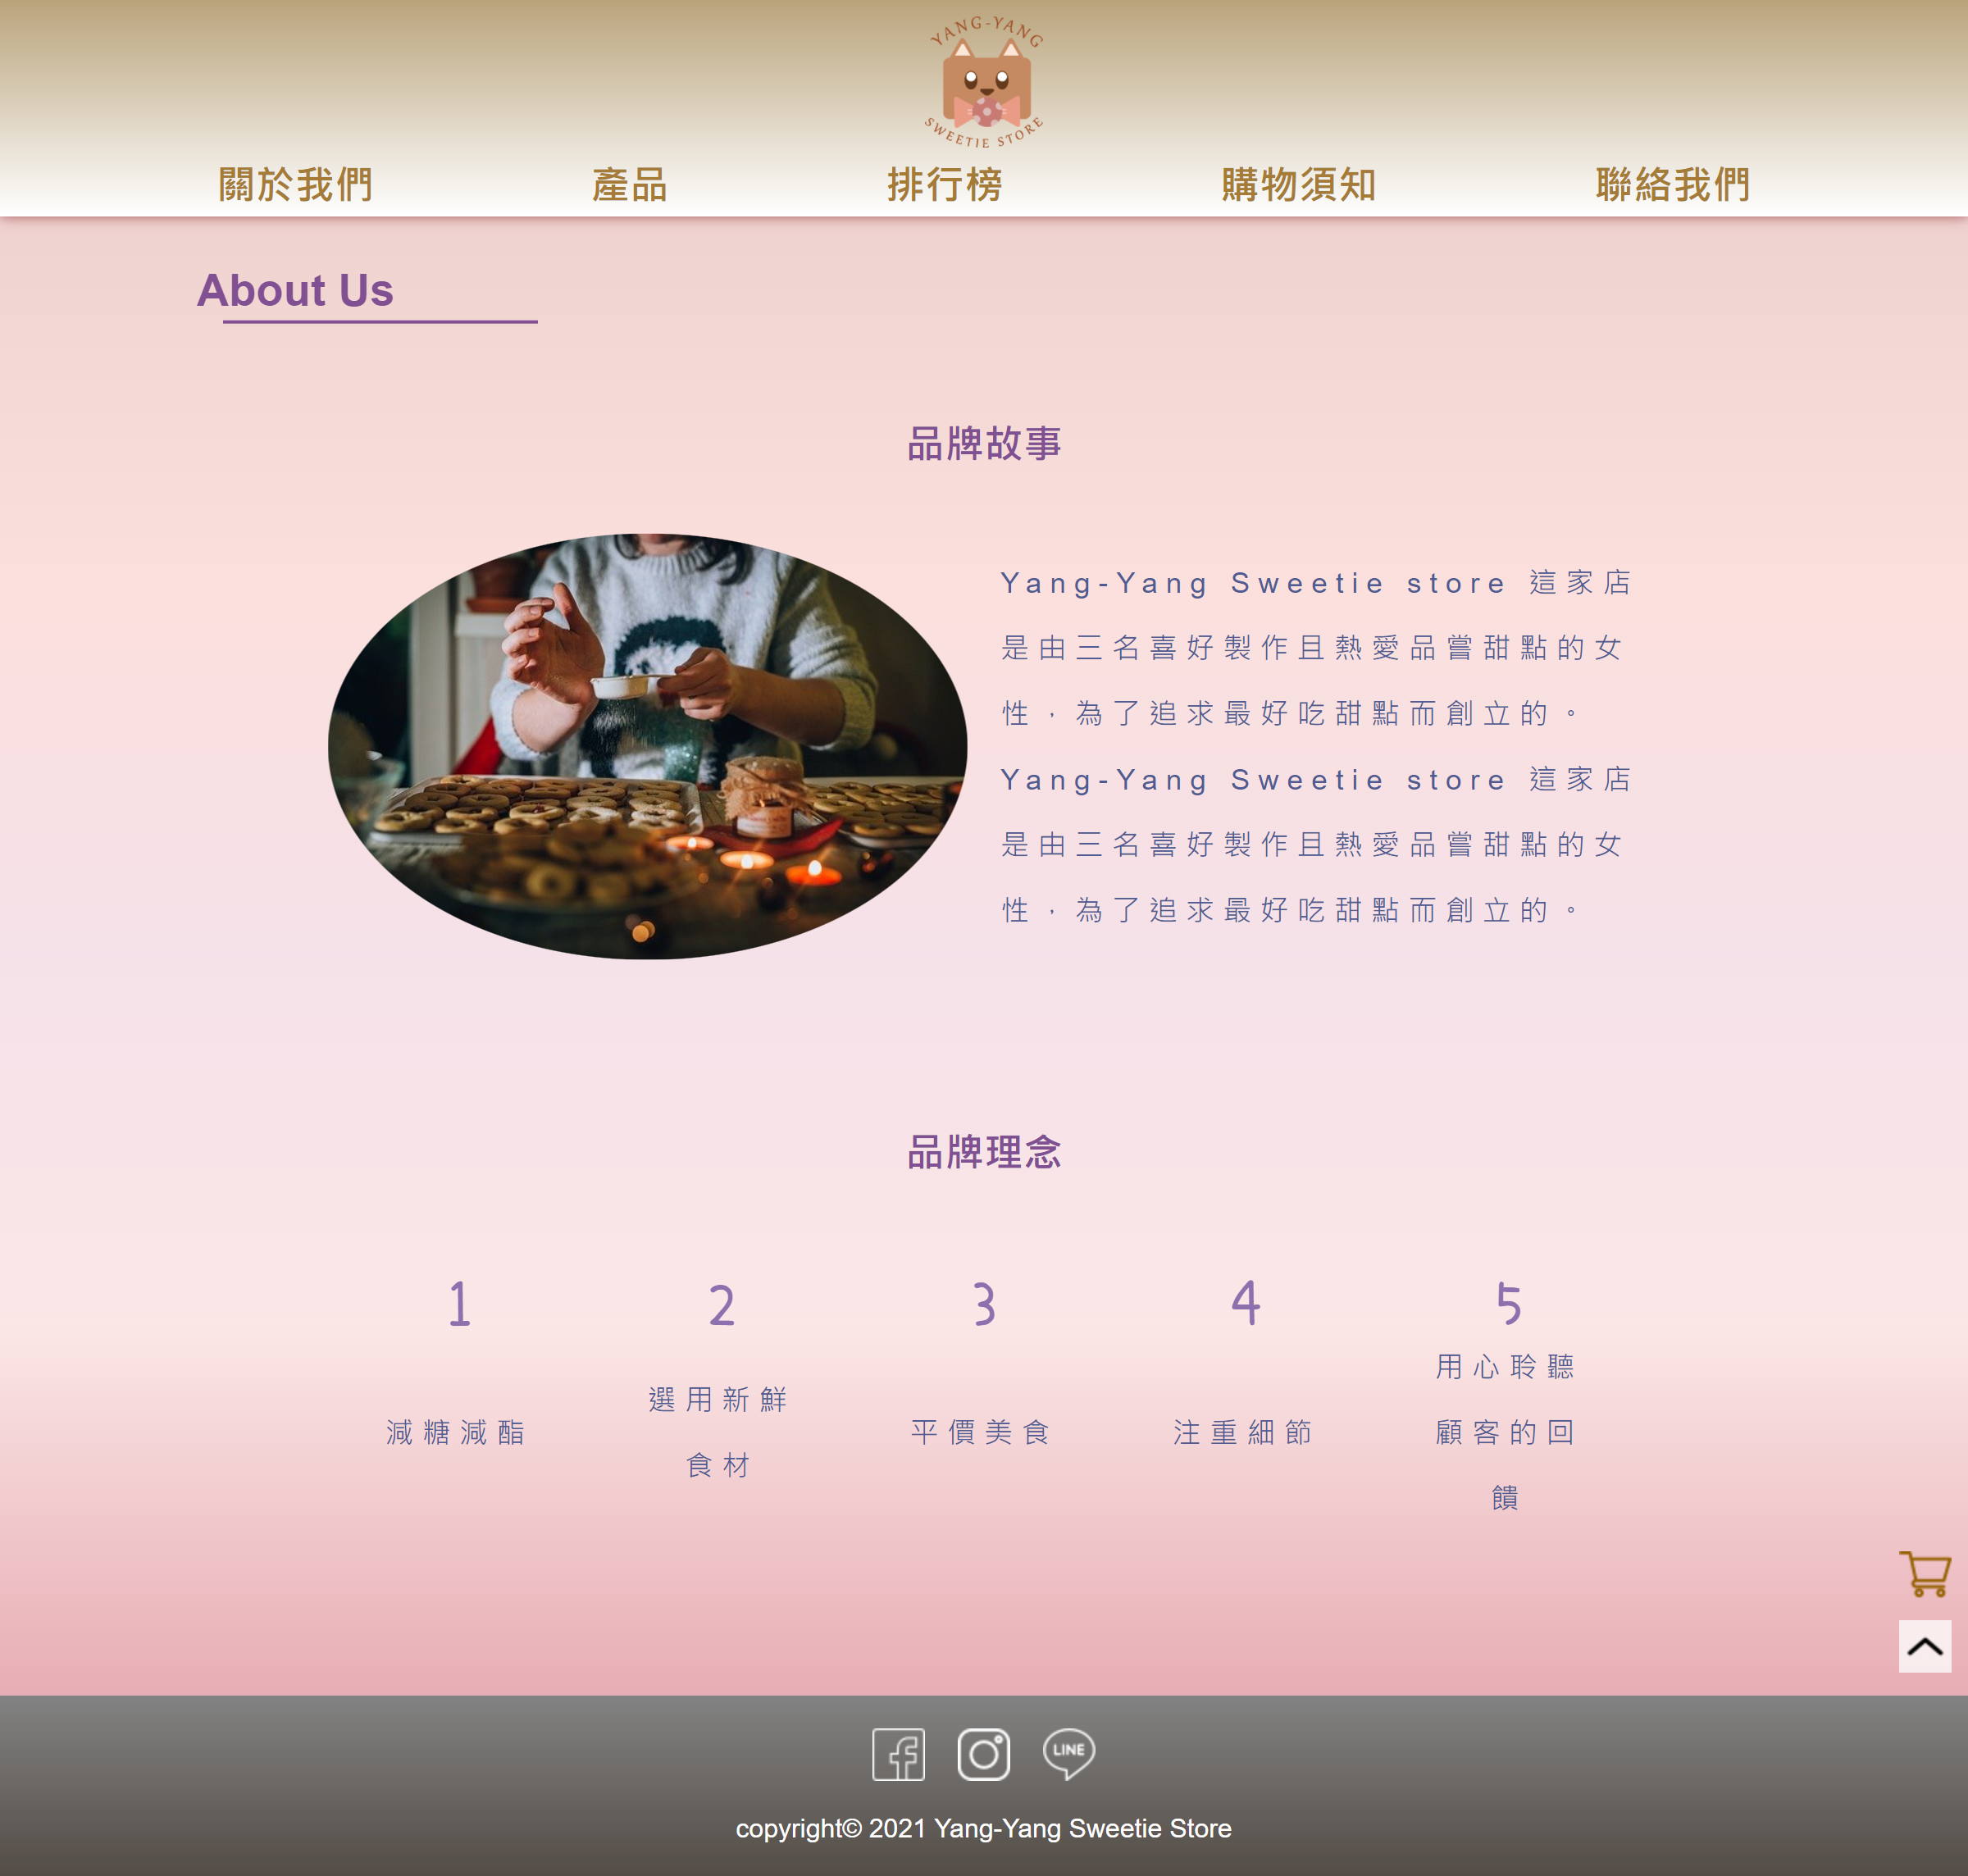 YANG-YANG
SWEETIE STORE
關於我們 產品 排行榜 購物須知 聯絡我們
About Us
品牌故事
Yang-Yang Sweetie store 這家店
是由三名喜好製作且熱愛品嘗甜點的女
性，為了追求最好吃甜點而創立的。
Yang-Yang Sweetie store 這家店
是由三名喜好製作且熱愛品嘗甜點的女
性，為了追求最好吃甜點而創立的。
品牌理念
1
減糖減酯
2
選用新鮮
食材
3
平價美食
4
注重細節
5
用心聆聽
顧客的回
饋
LINE
copyright© 2021 Yang-Yang Sweetie Store